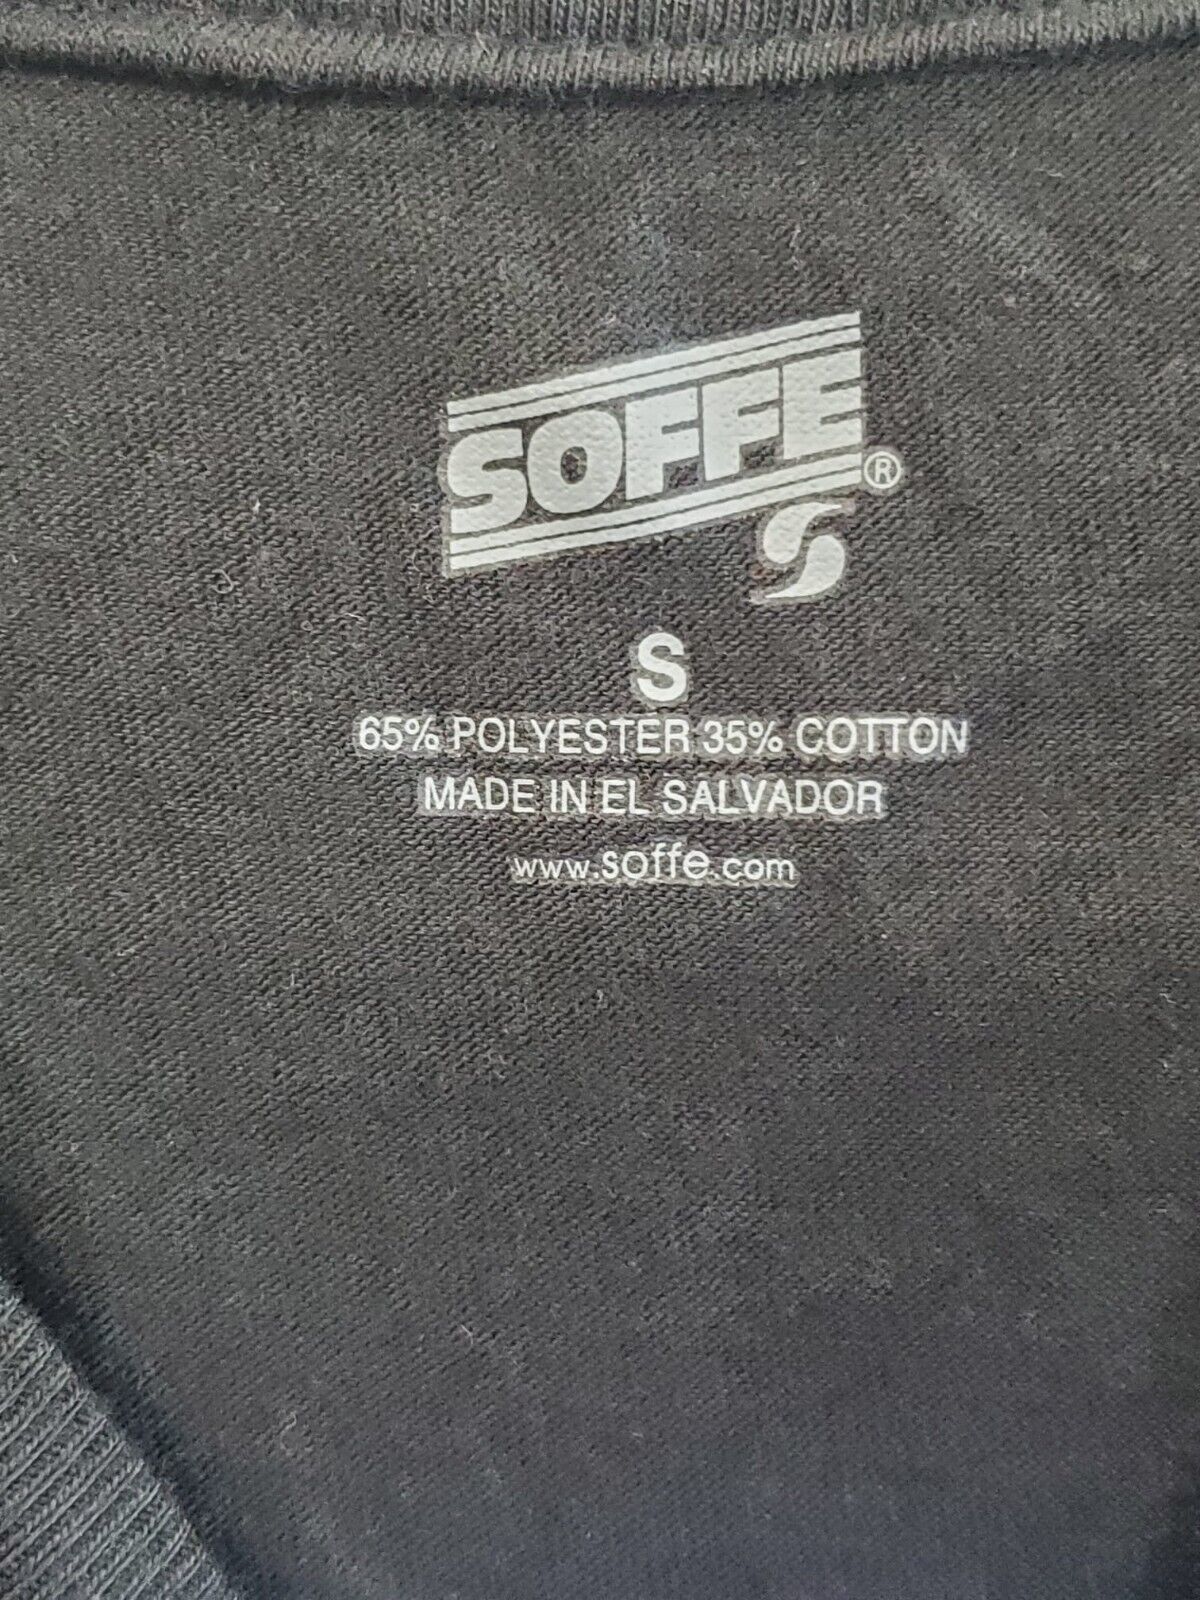 SOFFE®
S
65% POLYESTER 35% COTTON
MADE IN EL SALVADOR
www.soffe.com